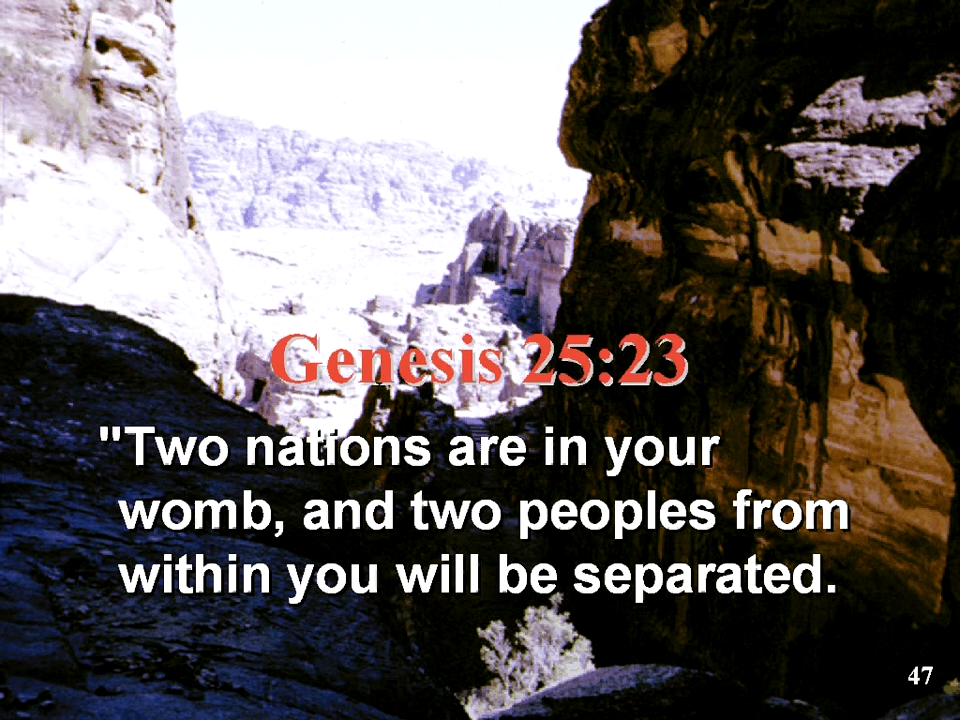 Genesis 25:23
"Two nations are in your
womb, and two peoples from
within you will be separated.
47